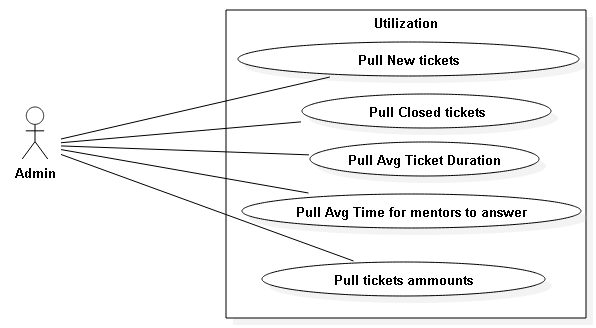 Utilization
Pull New tickets
Pull Closed tickets
Pull Avg Ticket Duration
Admin
Pull Avg Time for mentors to answer
Pull tickets ammounts